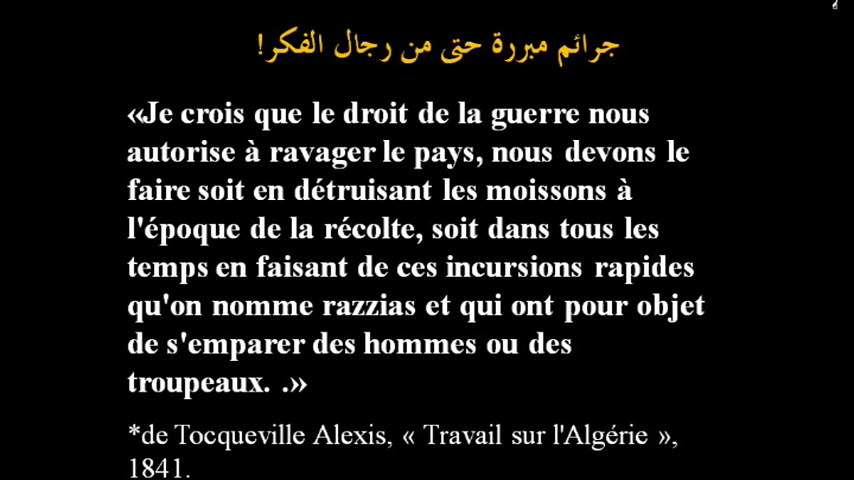 جرائم مبررة حتى من رجال الفكر!
«Je crois que le droit de la guerre nous
autorise à ravager le pays, nous devons le
faire soit en détruisant les moissons à
l'époque de la récolte, soit dans tous les
temps en faisant de ces incursions rapides
qu'on nomme razzias et qui ont pour objet
de s'emparer des hommes ou des
troupeaux. .»
*de Tocqueville Alexis, « Travail sur l'Algérie »,
1841.